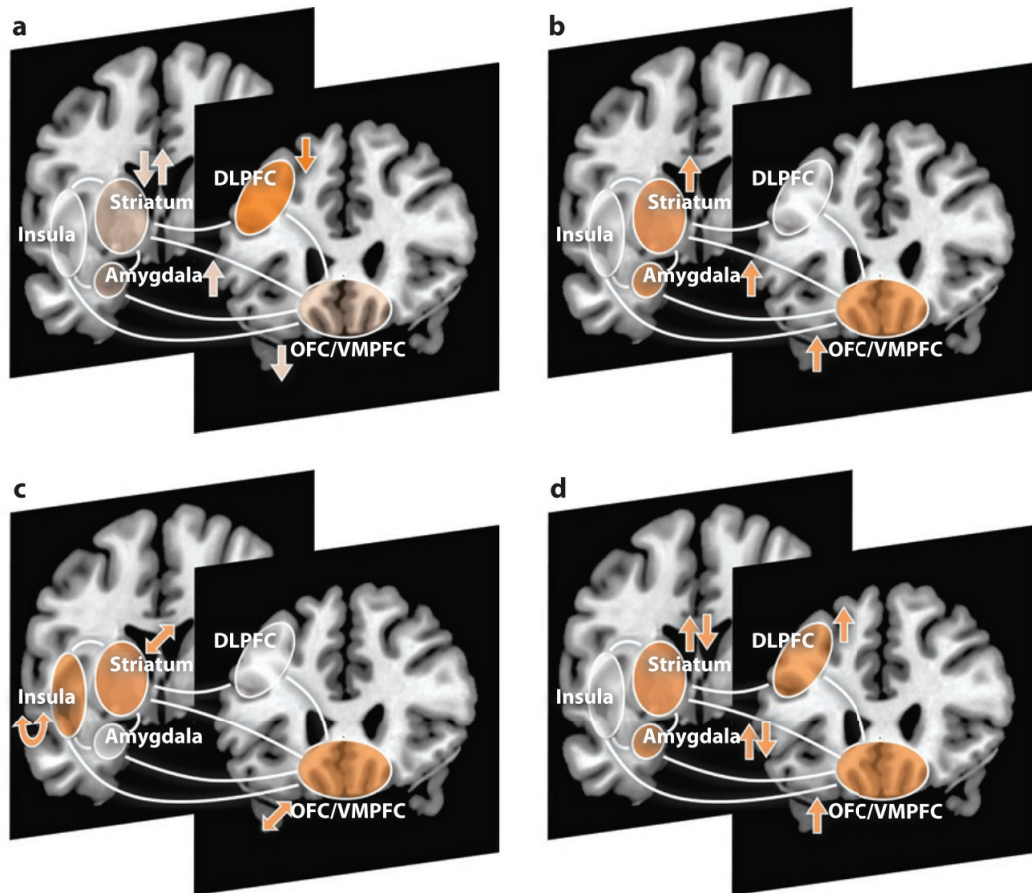 a
DLPFC
Striatum
Insula
Amygdala
OFC/VMPFC
b
DLPFC
Striatum
Insula
Amygdala
OFC/VMPFC
c
DLPFC
Striatum
Insula
Amygdala
OFC/VMPFC
d
DLPFC
Striatum
Insula
Amygdala
OFC/VMPFC